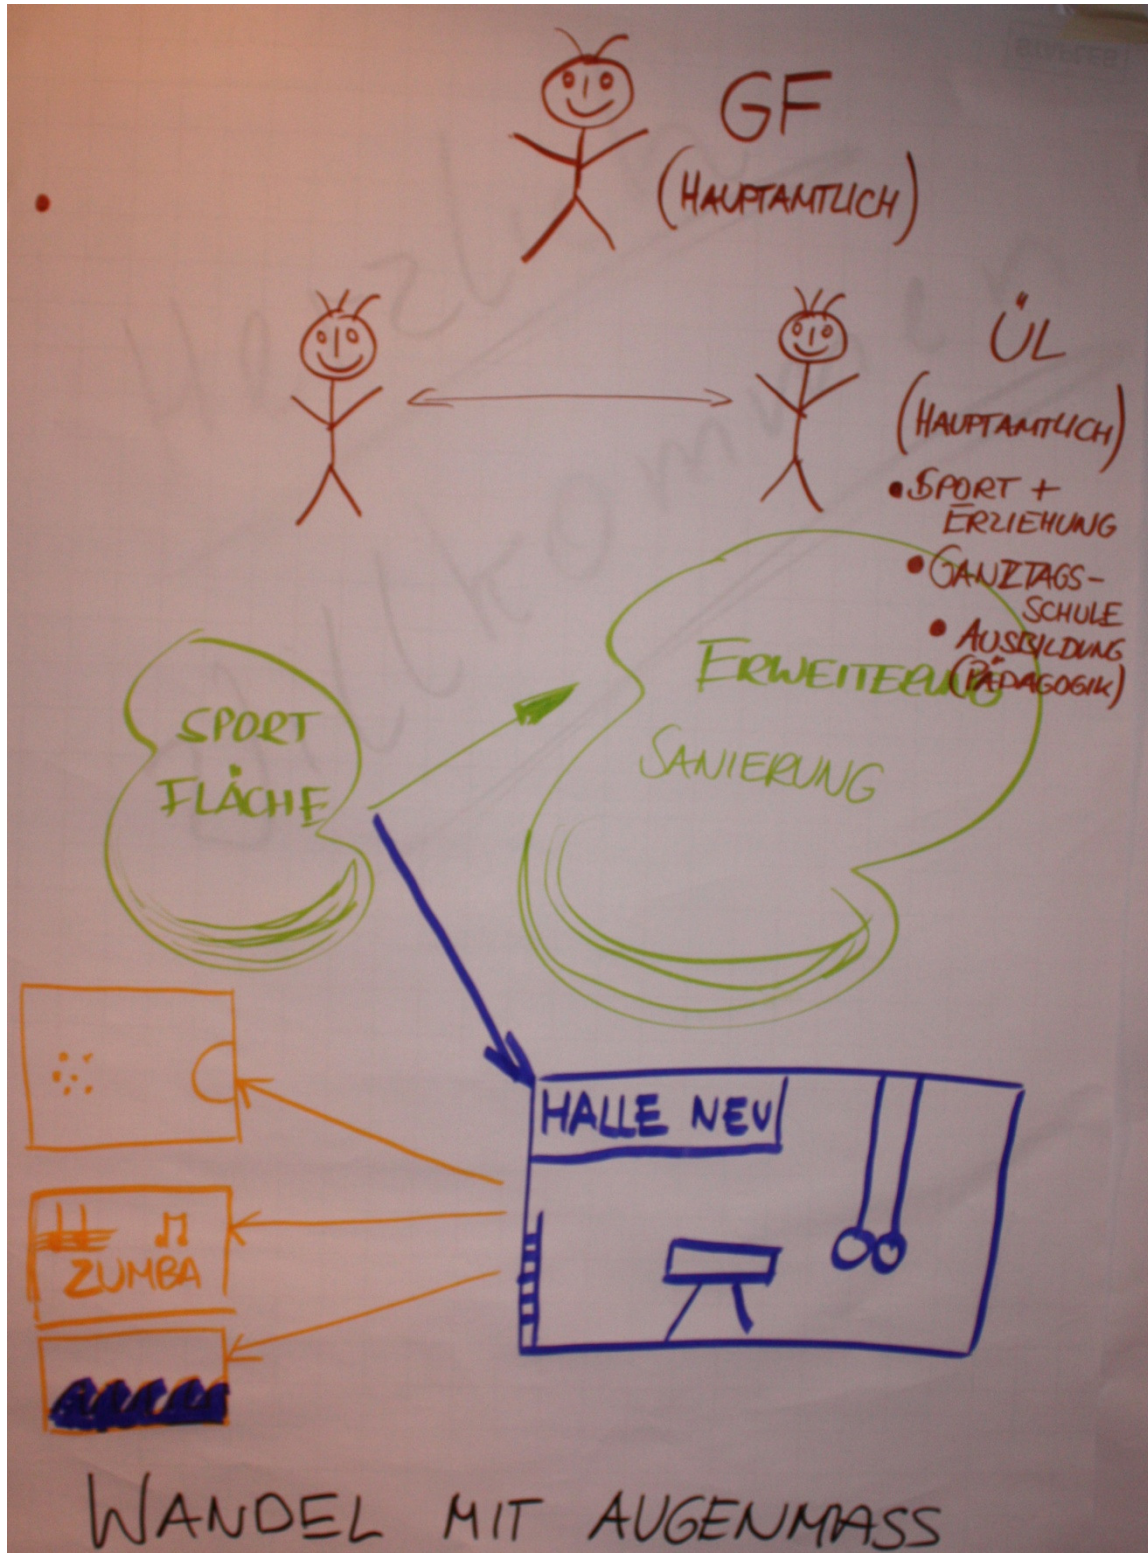 GF
(HAUPTAMTLICH)
ÜL
(HAUPTAMTLICH)
• SPORT +
ERZIEHUNG
• GANZTAGS-
SCHULE
• AUSBILDUNG
(PÄDAGOGIK)
SPORT
FLÄCHE
ERWEITERUNG
SANIERUNG
HALLE NEU
ZUMBA
WANDEL MIT AUGENMASS